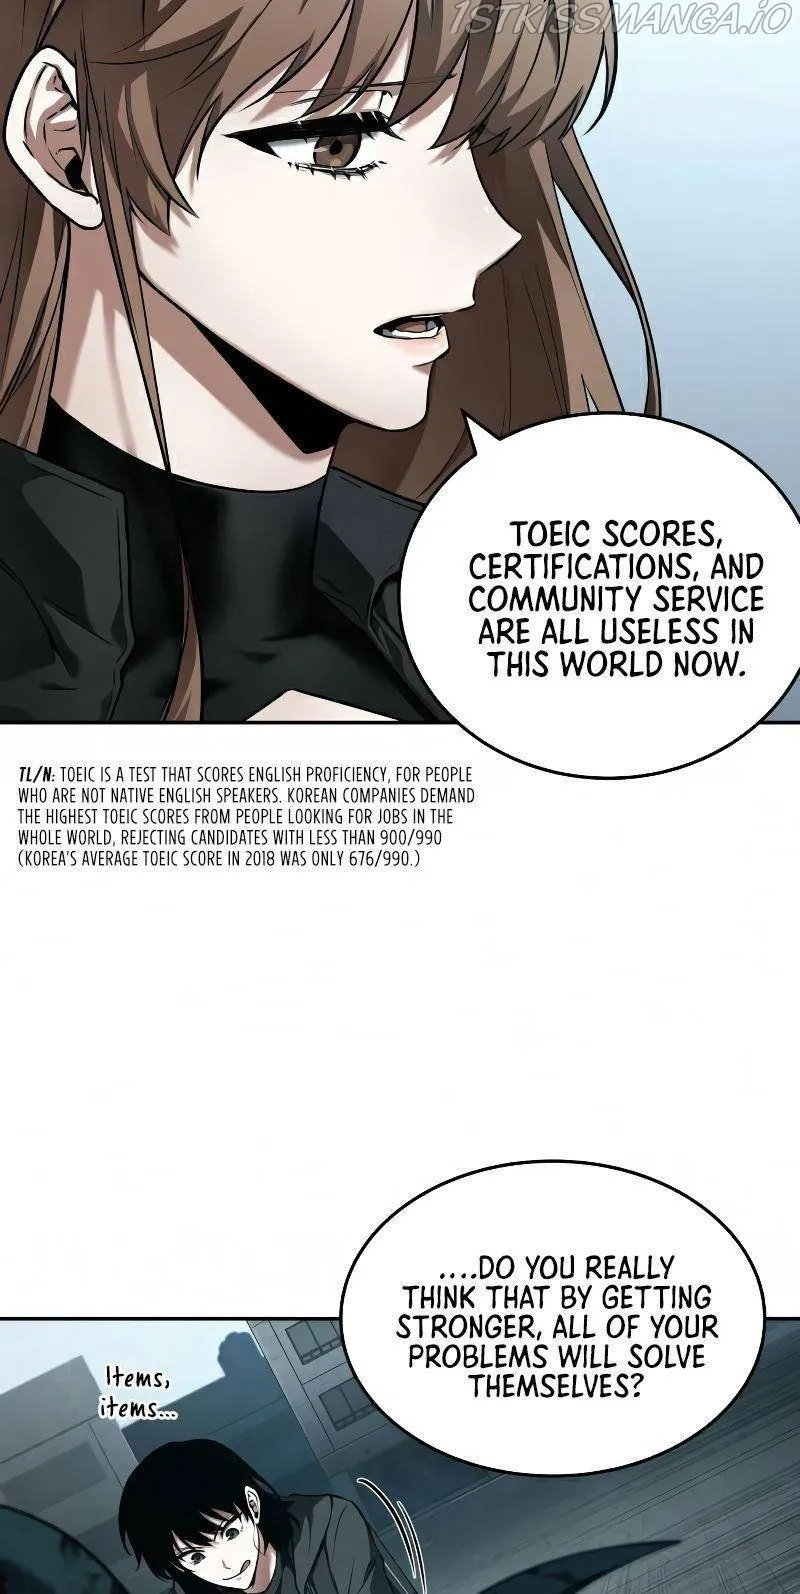 1STKISSMANGA.IO
TOEIC SCORES,
CERTIFICATIONS, AND
COMMUNITY SERVICE
ARE ALL USELESS IN
THIS WORLD NOW.
TL/N: TOEIC IS A TEST THAT SCORES ENGLISH PROFICIENCY, FOR PEOPLE
WHO ARE NOT NATIVE ENGLISH SPEAKERS. KOREAN COMPANIES DEMAND
THE HIGHEST TOEIC SCORES FROM PEOPLE LOOKING FOR JOBS IN THE
WHOLE WORLD, REJECTING CANDIDATES WITH LESS THAN 900/990
(KOREA'S AVERAGE TOEIC SCORE IN 2018 WAS ONLY 676/990.)
....DO YOU REALLY
THINK THAT BY GETTING
STRONGER, ALL OF YOUR
PROBLEMS WILL SOLVE
THEMSELVES?
Items,
items...